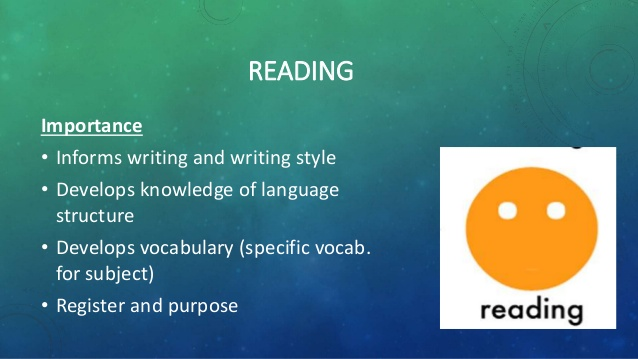 READING
Importance
• Informs writing and writing style
• Develops knowledge of language
structure
• Develops vocabulary (specific vocab.
for subject)
• Register and purpose
reading